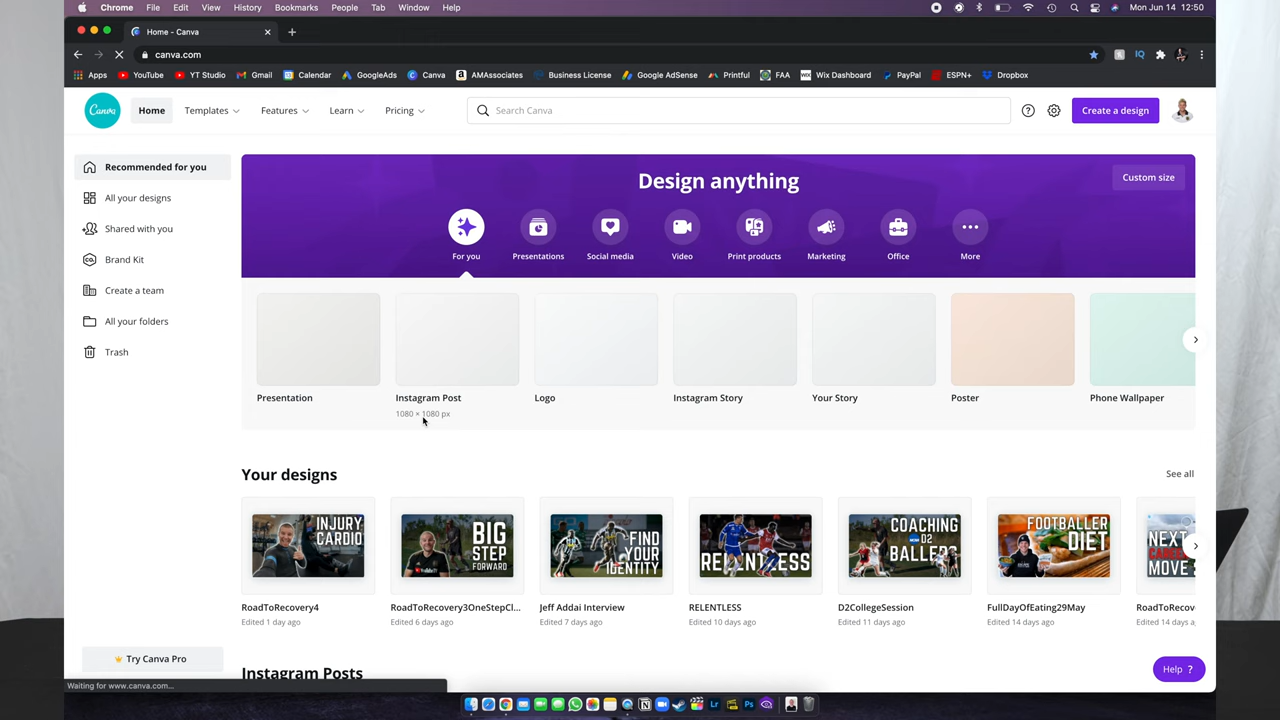 Chrome File Edit View History Bookmarks People Tab Window Help Mon Jun 14 12:50
Home - Canva
canva.com
Apps YouTube YT Studio Gmail Calendar GoogleAds Canva AMAssociates Business License Google AdSense Printful FAA Wix Dashboard PayPal ESPN+ Dropbox
Canva Home Templates Features Learn Pricing Search Canva Create a design
Recommended for you
All your designs
Shared with you
Brand Kit
Create a team
All your folders
Trash
Try Canva Pro
Design anything
Custom size
For you Presentations Social media Video Print products Marketing Office More
Presentation Instagram Post Logo Instagram Story Your Story Poster Phone Wallpaper
1080 × 1080 px
Your designs
See all
INJURY
CARDIO
BIG
STEP
FORWARD
FIND
YOUR
IDENTITY
RELENTLESS
COACHING
D2
BALLERS
FOOTBALLER
DIET
NEXT
CAREER
MOVE
RoadToRecovery4 RoadToRecovery3OneStepCl... Jeff Addai Interview RELENTLESS D2CollegeSession FullDayOfEating29May RoadToRecov
Edited 1 day ago Edited 6 days ago Edited 7 days ago Edited 10 days ago Edited 11 days ago Edited 14 days ago Edited 14 days a
Instagram Posts
Help ?
Waiting for www.canva.com...